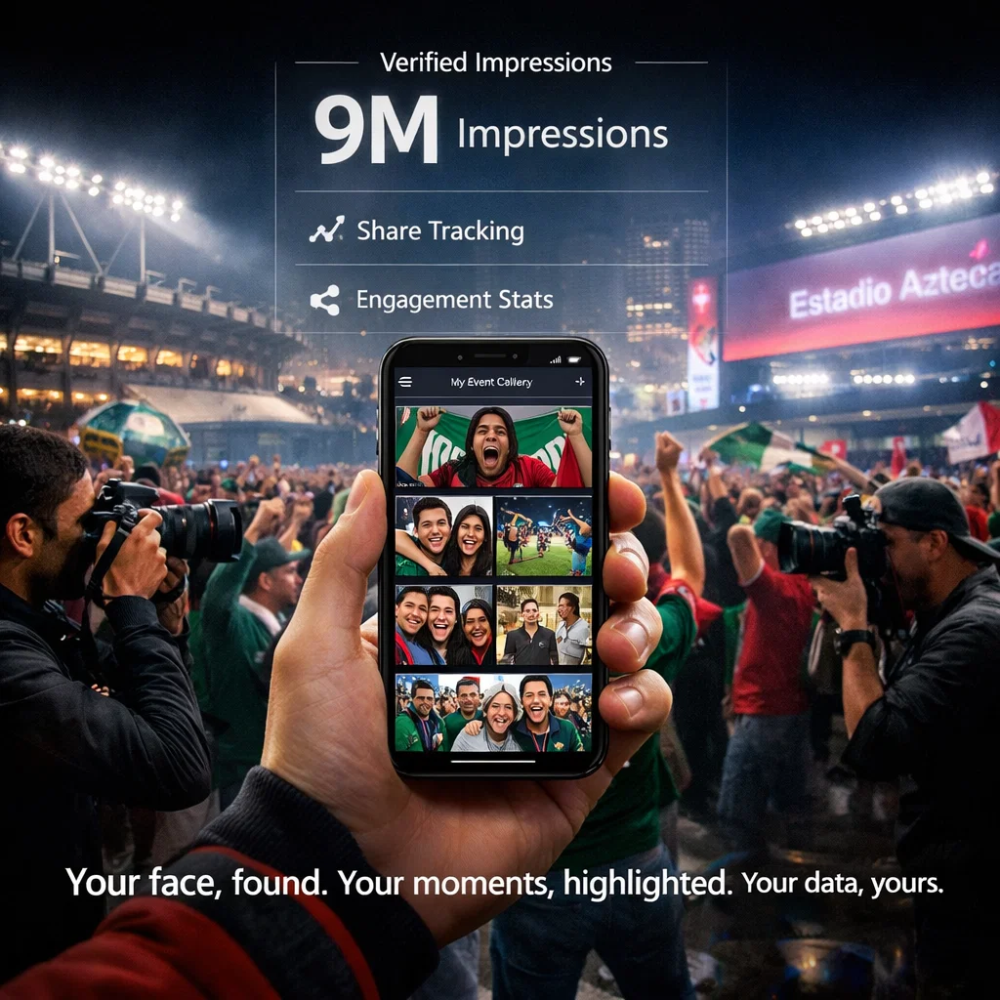 Verified Impressions
9M Impressions
Share Tracking
Engagement Stats
Estadio Azteca
My Event Callery
Your face, found. Your moments, highlighted. Your data, yours.